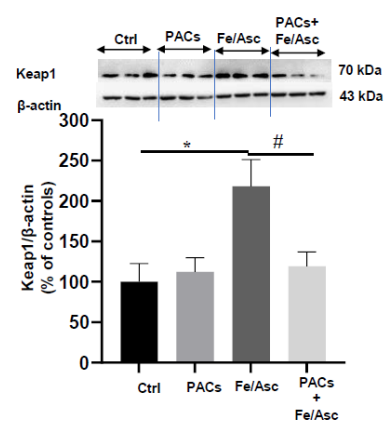 Ctrl PACs Fe/Asc PACs+
Fe/Asc
Keap1 70 kDa
β-actin 43 kDa
Keap1/β-actin
(% of controls)
300
250
200
150
100
50
0
* #
Ctrl PACs Fe/Asc PACs
+
Fe/Asc